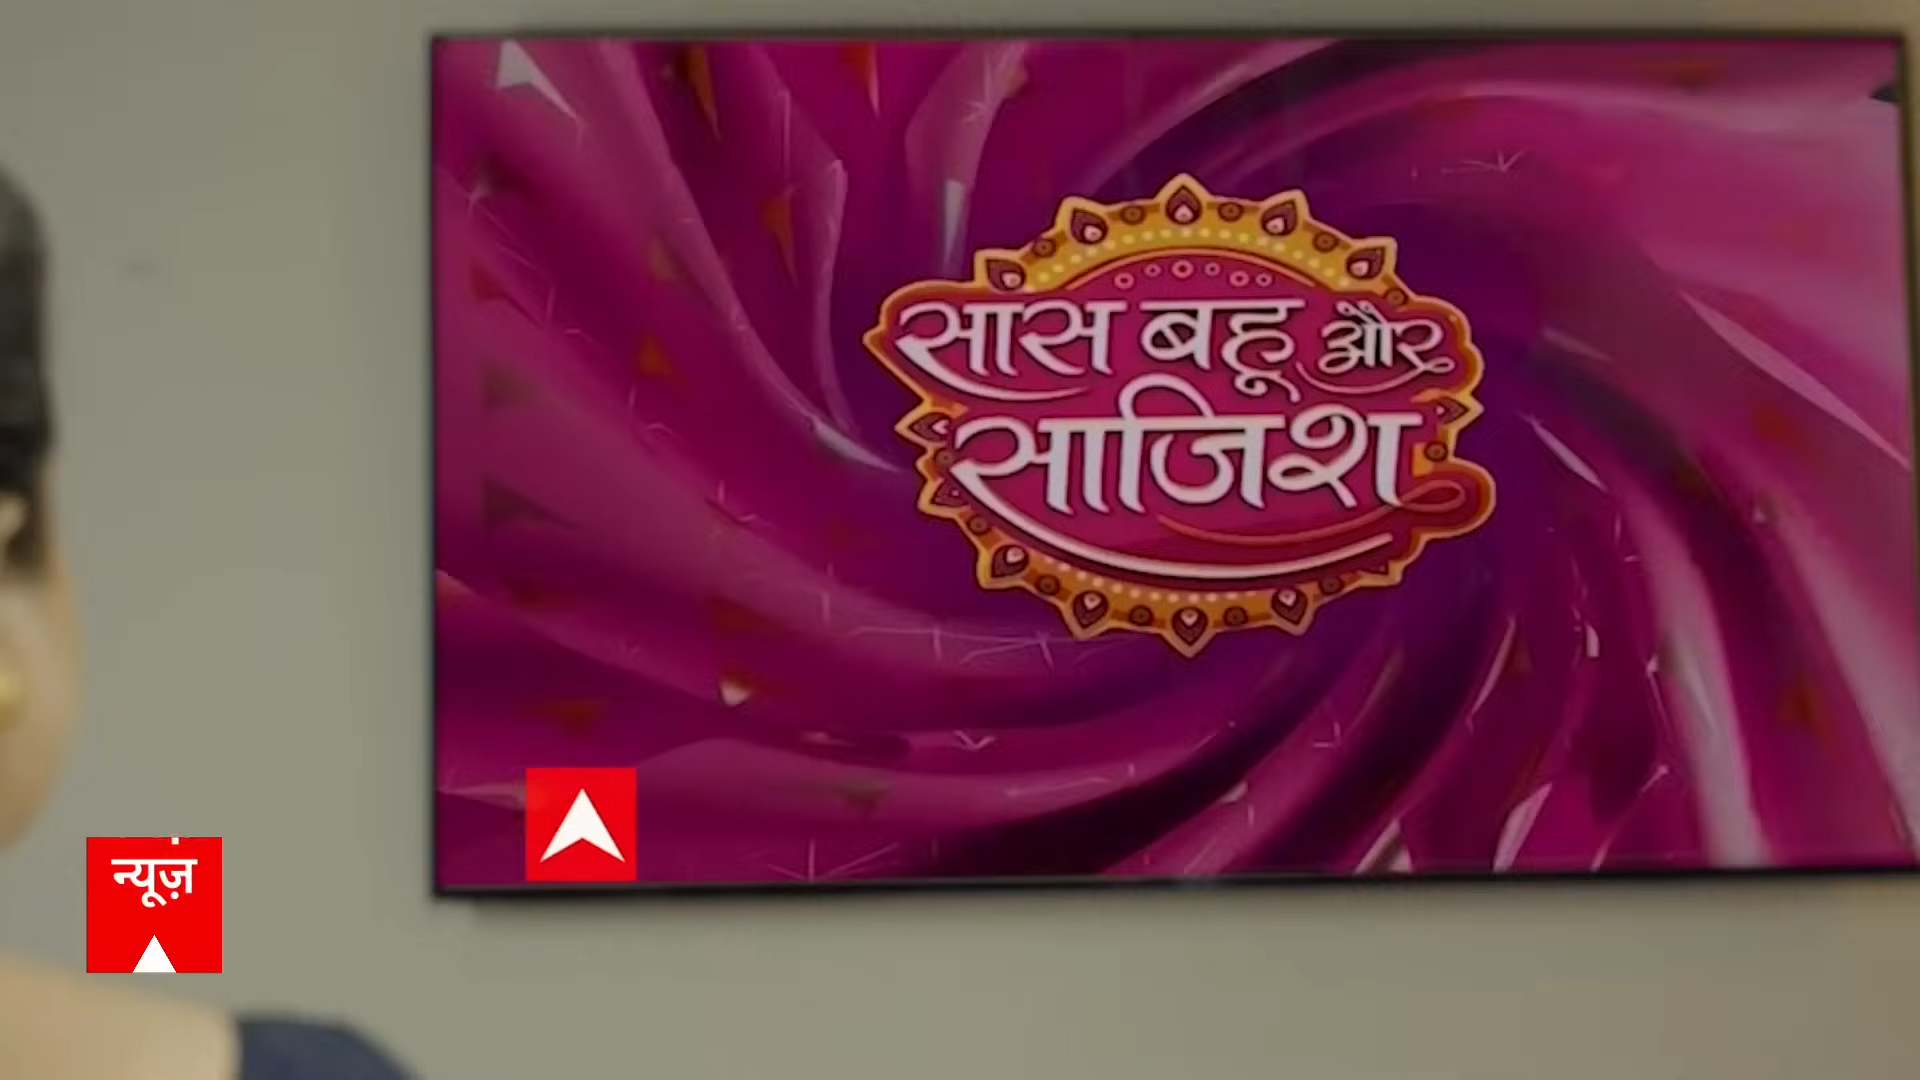 सास बहू और
साजिश
न्यूज़